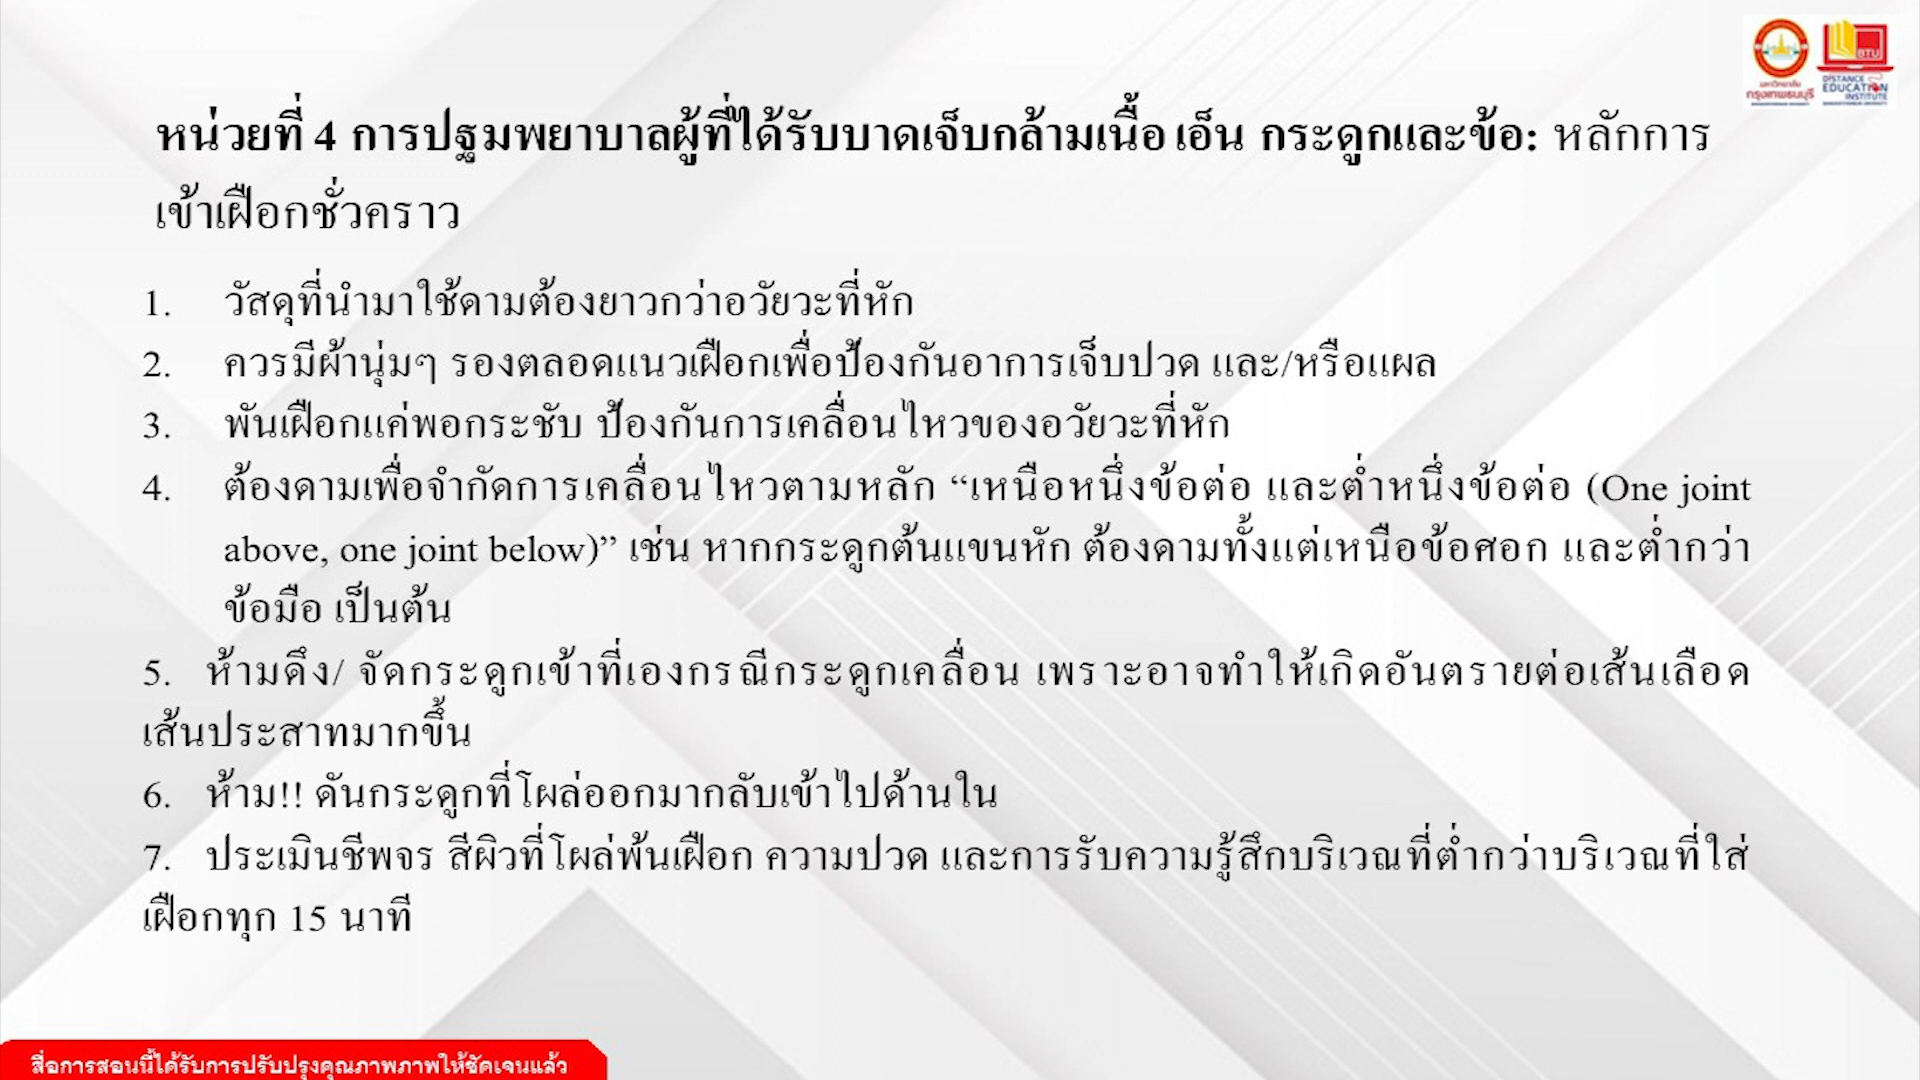 มหาวิทยาลัย
กรุงเทพธนบุรี
BTU
DISTANCE
EDUCATION
INSTITUTE
หน่วยที่ 4 การปฐมพยาบาลผู้ที่ได้รับบาดเจ็บกล้ามเนื้อ เอ็น กระดูกและข้อ: หลักการ
เข้าเฝือกชั่วคราว
1. วัสดุที่นำมาใช้ดามต้องยาวกว่าอวัยวะที่หัก
2. ควรมีผ้านุ่มๆ รองตลอดแนวเฝือกเพื่อป้องกันอาการเจ็บปวด และ/หรือแผล
3. พันเฝือกแค่พอกระชับ ป้องกันการเคลื่อนไหวของอวัยวะที่หัก
4. ต้องดามเพื่อจำกัดการเคลื่อนไหวตามหลัก “เหนือหนึ่งข้อต่อ และต่ำหนึ่งข้อต่อ (One joint
above, one joint below)” เช่น หากกระดูกต้นแขนหัก ต้องดามทั้งแต่เหนือข้อศอก และต่ำกว่า
ข้อมือ เป็นต้น
5. ห้ามดึง/ จัดกระดูกเข้าที่เองกรณีกระดูกเคลื่อน เพราะอาจทำให้เกิดอันตรายต่อเส้นเลือด
เส้นประสาทมากขึ้น
6. ห้าม!! ดันกระดูกที่โผล่ออกมากลับเข้าไปด้านใน
7. ประเมินชีพจร สีผิวที่โผล่พ้นเฝือก ความปวด และการรับความรู้สึกบริเวณที่ต่ำกว่าบริเวณที่ใส่
เฝือกทุก 15 นาที
สื่อการสอนนี้ได้รับการปรับปรุงคุณภาพภาพให้ชัดเจนแล้ว